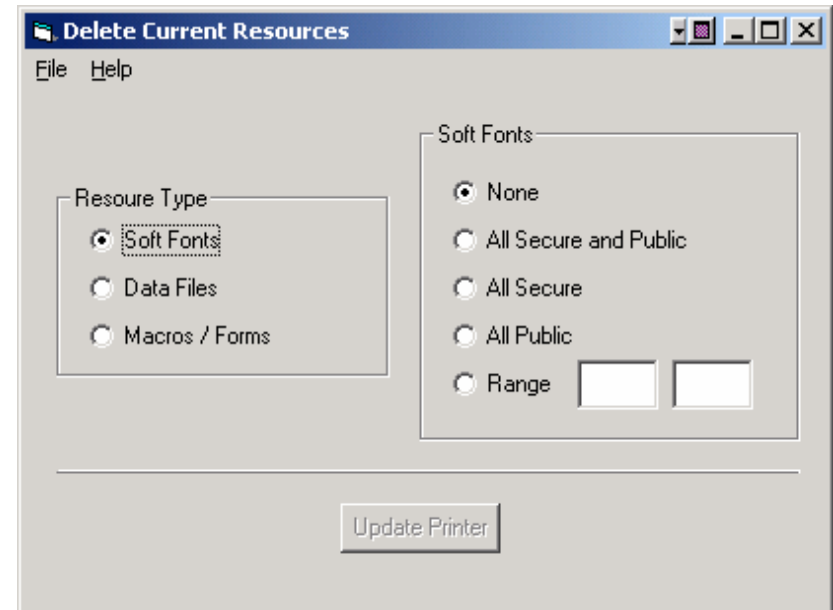 Delete Current Resources
File Help
Resoure Type
Soft Fonts
Data Files
Macros / Forms
Soft Fonts
None
All Secure and Public
All Secure
All Public
Range
Update Printer